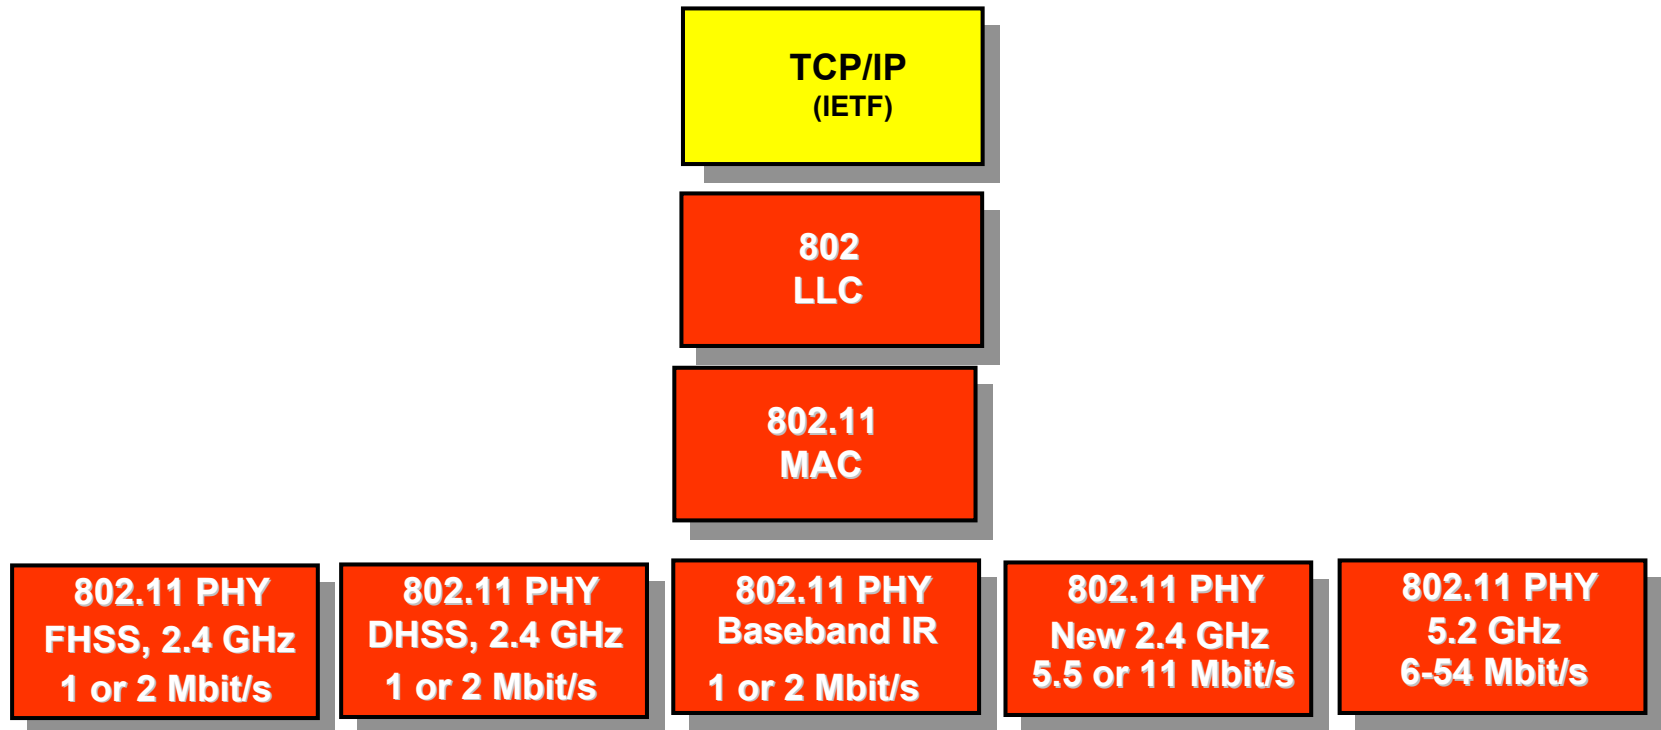 TCP/IP
(IETF)
802
LLC
802.11
MAC
802.11 PHY
FHSS, 2.4 GHz
1 or 2 Mbit/s
802.11 PHY
DHSS, 2.4 GHz
1 or 2 Mbit/s
802.11 PHY
Baseband IR
1 or 2 Mbit/s
802.11 PHY
New 2.4 GHz
5.5 or 11 Mbit/s
802.11 PHY
5.2 GHz
6-54 Mbit/s